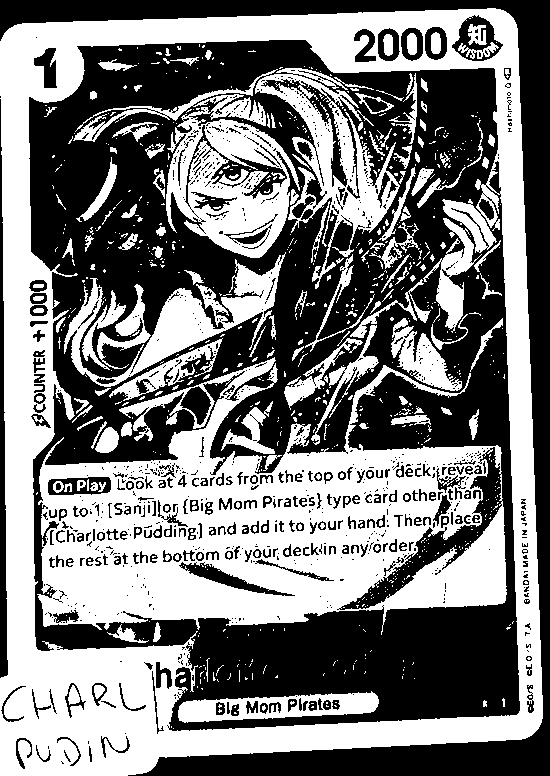 1
2000
知
WISDOM
Hashimoto Q
COUNTER +1000
On Play Look at 4 cards from the top of your deck; reveal
up to 1 [Sanji] or {Big Mom Pirates} type card other than
[Charlotte Pudding] and add it to your hand. Then, place
the rest at the bottom of your deck in any order.
©E.O/S ©E.O./S., T.A BANDAI MADE IN JAPAN
Charlotte
Big Mom Pirates
R 1
CHARL
PUDIN